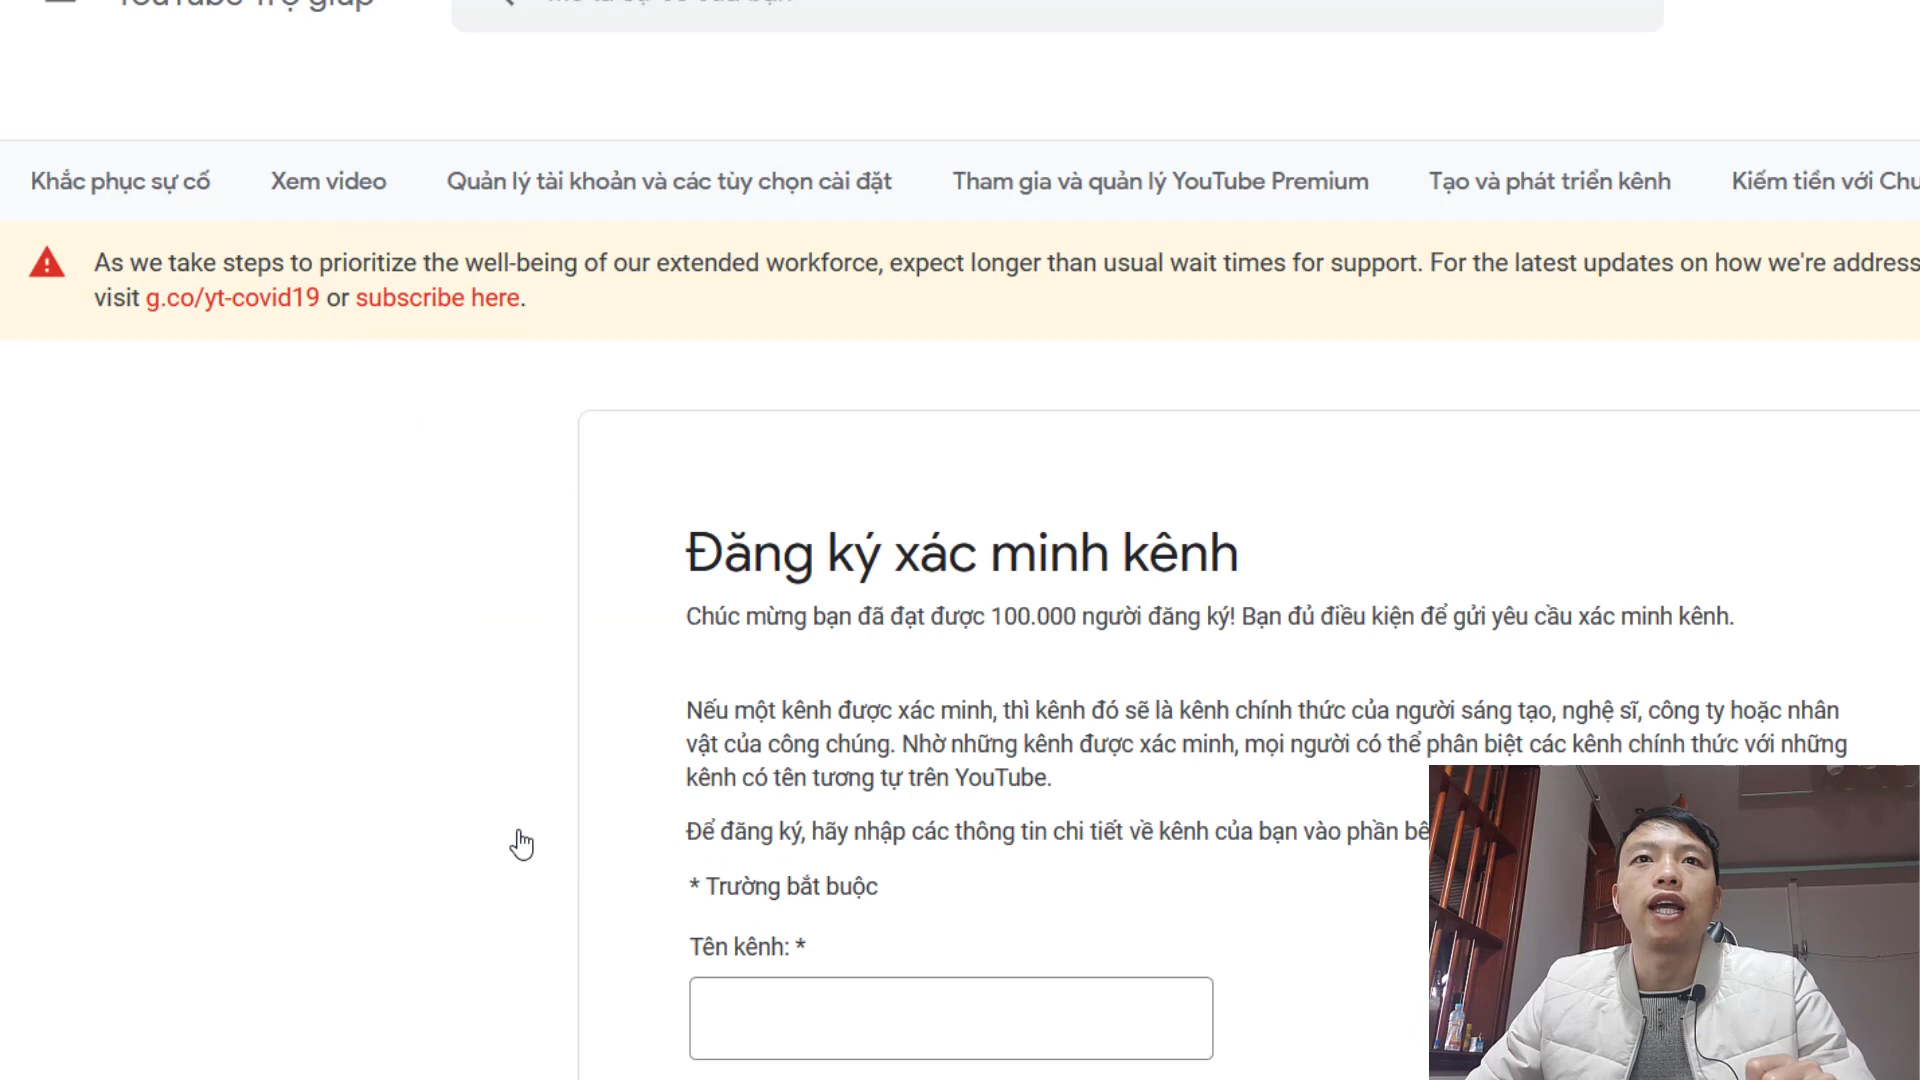 YouTube Trợ giúp
Khắc phục sự cố
Xem video
Quản lý tài khoản và các tùy chọn cài đặt
Tham gia và quản lý YouTube Premium
Tạo và phát triển kênh
Kiếm tiền với Chư
As we take steps to prioritize the well-being of our extended workforce, expect longer than usual wait times for support. For the latest updates on how we're address
visit g.co/yt-covid19 or subscribe here.
Đăng ký xác minh kênh
Chúc mừng bạn đã đạt được 100.000 người đăng ký! Bạn đủ điều kiện để gửi yêu cầu xác minh kênh.
Nếu một kênh được xác minh, thì kênh đó sẽ là kênh chính thức của người sáng tạo, nghệ sĩ, công ty hoặc nhân
vật của công chúng. Nhờ những kênh được xác minh, mọi người có thể phân biệt các kênh chính thức với những
kênh có tên tương tự trên YouTube.
Để đăng ký, hãy nhập các thông tin chi tiết về kênh của bạn vào phần bê
* Trường bắt buộc
Tên kênh: *